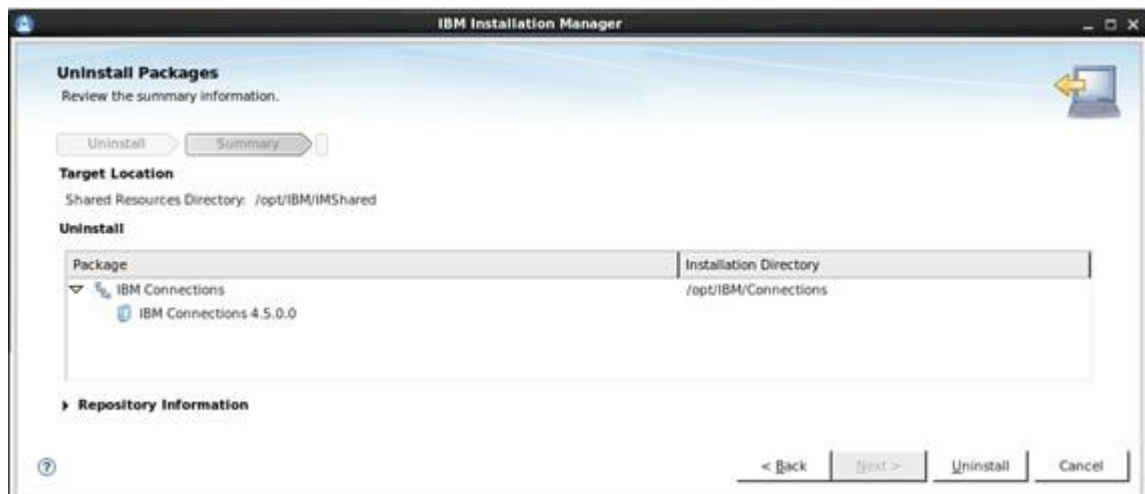 IBM Installation Manager
Uninstall Packages
Review the summary information.
Uninstall
Summary
Target Location
Shared Resources Directory: /opt/IBM/IMShared
Uninstall
Package Installation Directory
IBM Connections /opt/IBM/Connections
IBM Connections 4.5.0.0
Repository Information
? < Back Next > Uninstall Cancel